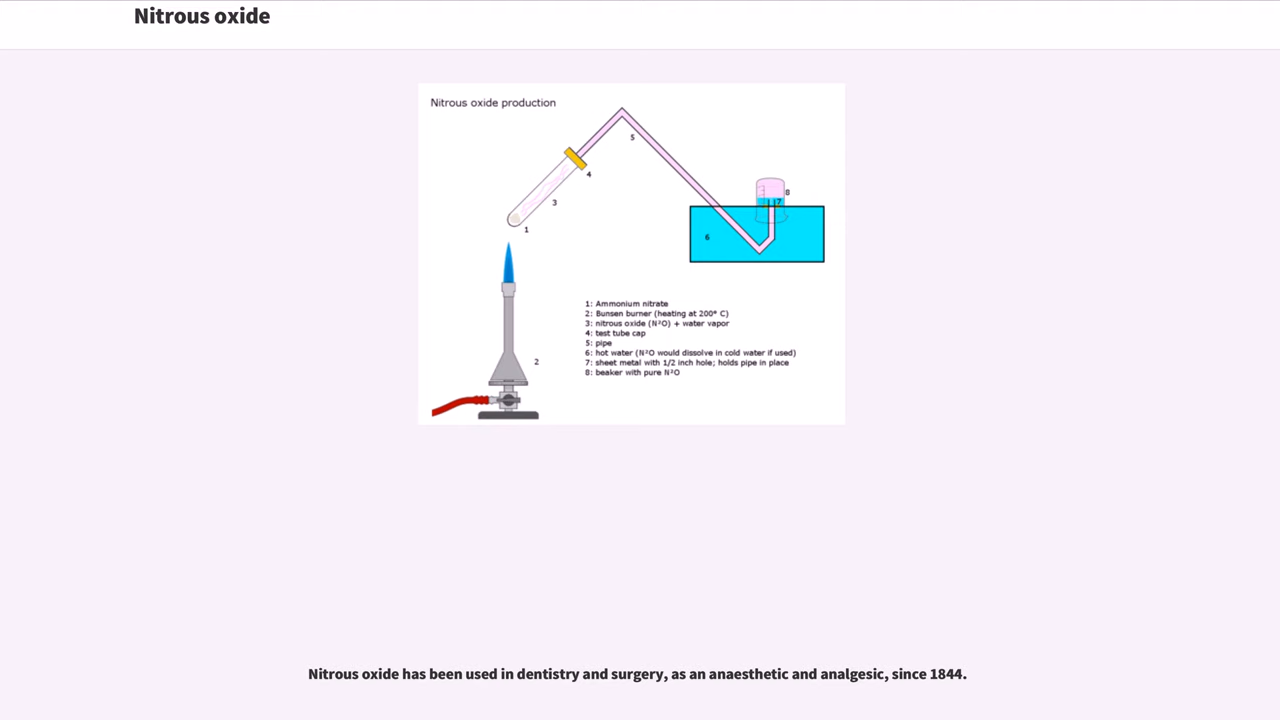 Nitrous oxide
Nitrous oxide production
5
4
3
1
8
7
6
2
1: Ammonium nitrate
2: Bunsen burner (heating at 200° C)
3: nitrous oxide (N²O) + water vapor
4: test tube cap
5: pipe
6: hot water (N²O would dissolve in cold water if used)
7: sheet metal with 1/2 inch hole; holds pipe in place
8: beaker with pure N²O
Nitrous oxide has been used in dentistry and surgery, as an anaesthetic and analgesic, since 1844.